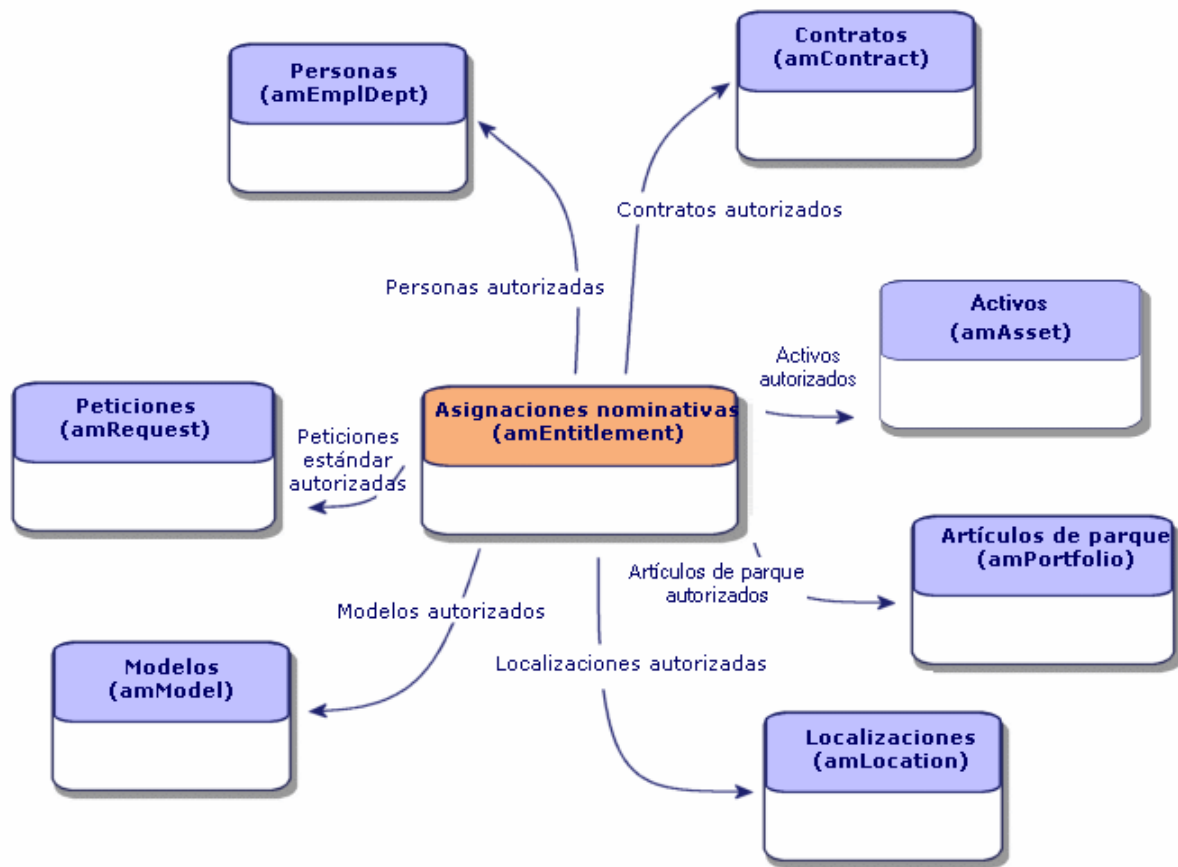 Contratos
(amContract)
Personas
(amEmplDept)
Contratos autorizados
Personas autorizadas
Activos
(amAsset)
Activos
autorizados
Peticiones
(amRequest)
Asignaciones nominativas
(amEntitlement)
Peticiones
estándar
autorizadas
Artículos de parque
(amPortfolio)
Artículos de parque
autorizados
Modelos autorizados
Localizaciones autorizadas
Modelos
(amModel)
Localizaciones
(amLocation)